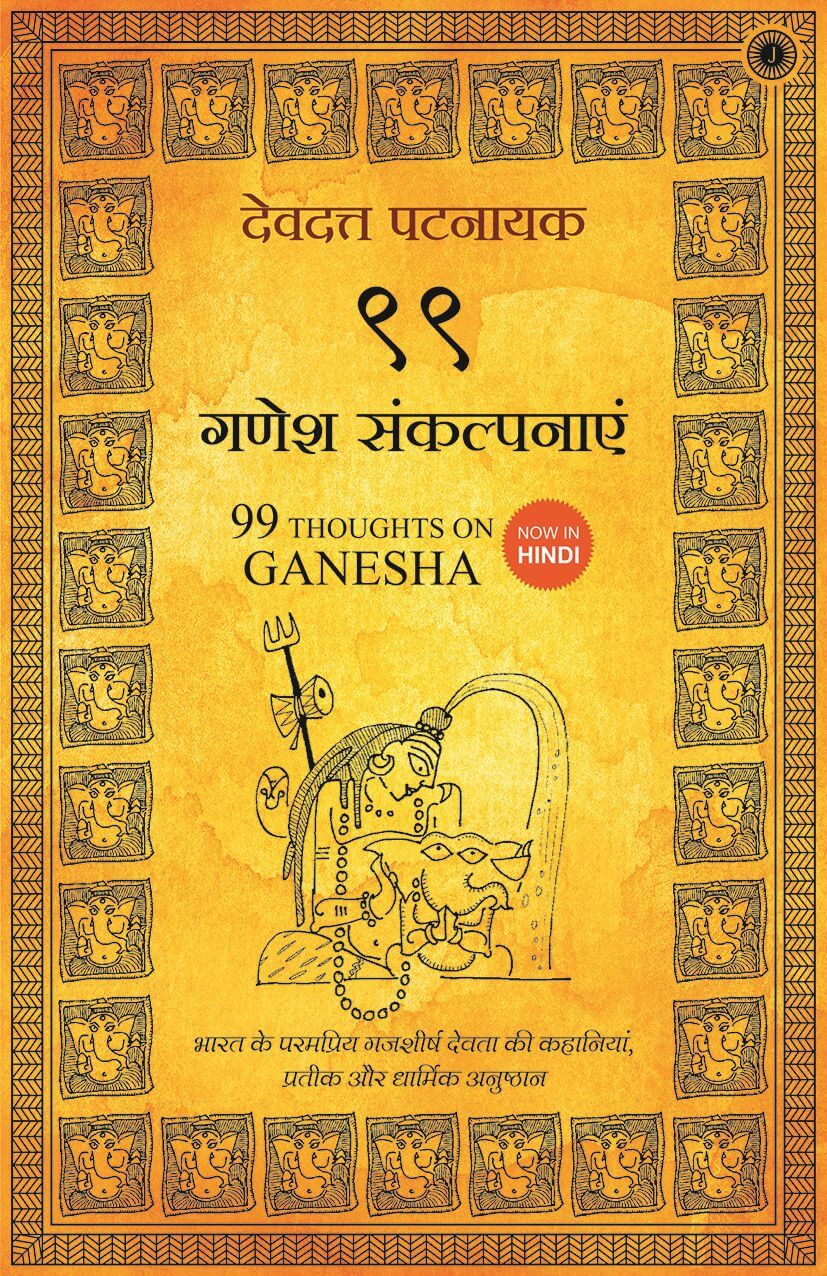 J
देवदत्त पटनायक
९९
गणेश संकल्पनाएं
99 THOUGHTS ON
GANESHA
NOW IN
HINDI
भारत के परमप्रिय गजशीर्ष देवता की कहानियां,
प्रतीक और धार्मिक अनुष्ठान